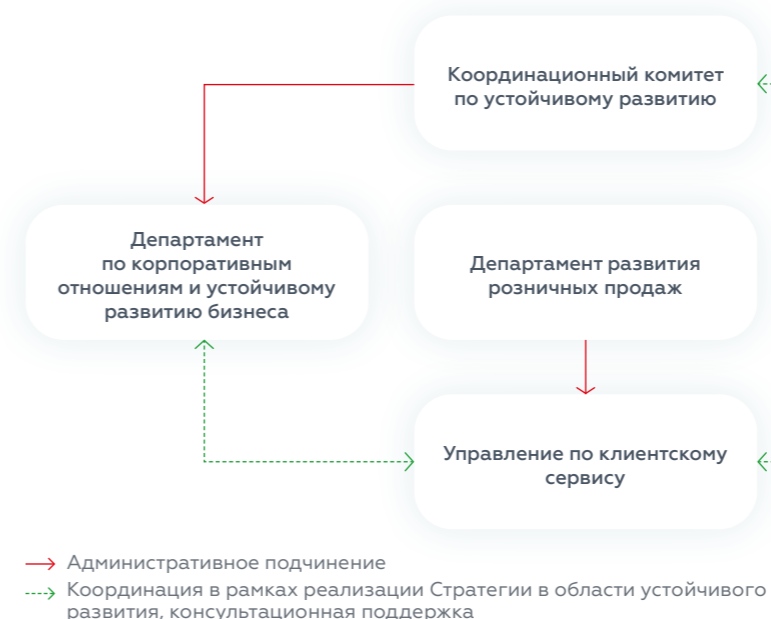 Координационный комитет
по устойчивому развитию
Департамент
по корпоративным
отношениям и устойчивому
развитию бизнеса
Департамент развития
розничных продаж
Управление по клиентскому
сервису
Административное подчинение
Координация в рамках реализации Стратегии в области устойчивого
развития, консультационная поддержка